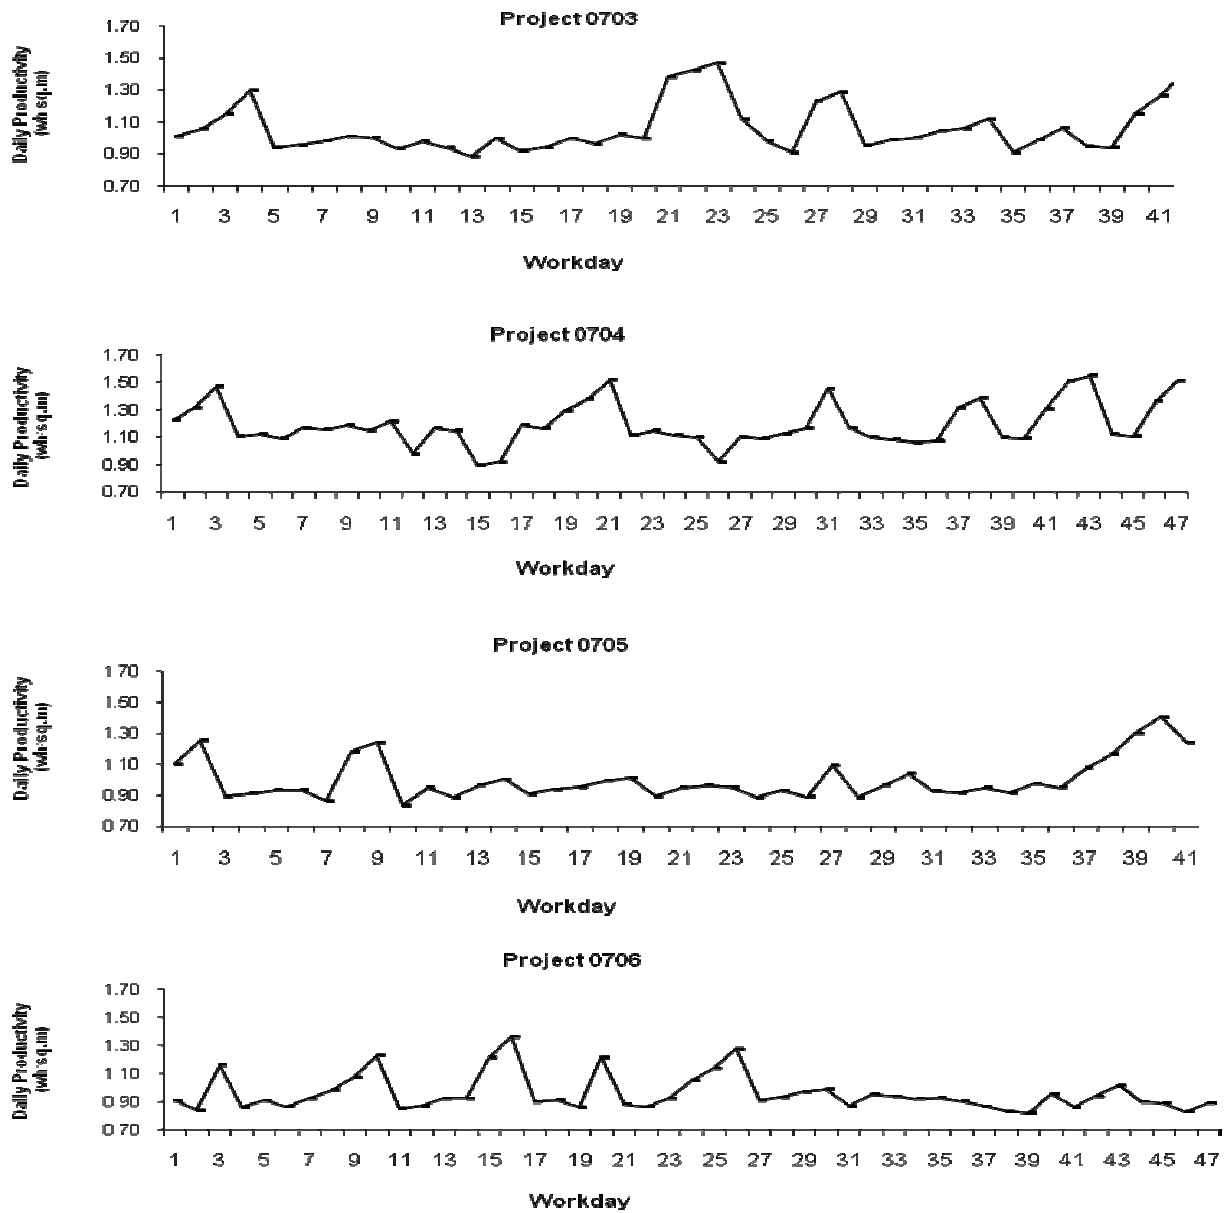 Project 0703
Daily Productivity
(wh/sq.m)
1.70
1.50
1.30
1.10
0.90
0.70
1 3 5 7 9 11 13 15 17 19 21 23 25 27 29 31 33 35 37 39 41
Workday
Project 0704
Daily Productivity
(wh/sq.m)
1.70
1.50
1.30
1.10
0.90
0.70
1 3 5 7 9 11 13 15 17 19 21 23 25 27 29 31 33 35 37 39 41 43 45 47
Workday
Project 0705
Daily Productivity
(wh/sq.m)
1.70
1.50
1.30
1.10
0.90
0.70
1 3 5 7 9 11 13 15 17 19 21 23 25 27 29 31 33 35 37 39 41
Workday
Project 0706
Daily Productivity
(wh/sq.m)
1.70
1.50
1.30
1.10
0.90
0.70
1 3 5 7 9 11 13 15 17 19 21 23 25 27 29 31 33 35 37 39 41 43 45 47
Workday